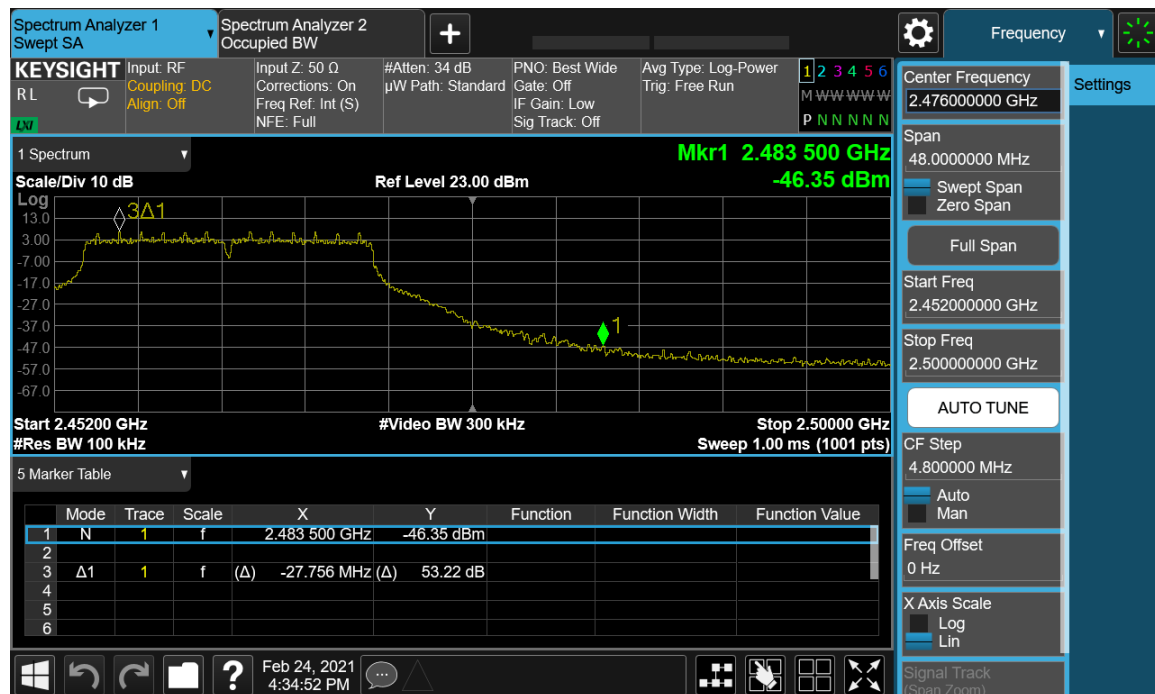 Spectrum Analyzer 1
Swept SA
Spectrum Analyzer 2
Occupied BW
+
Frequency
KEYSIGHT
R L
LXI
Input: RF
Coupling: DC
Align: Off
Input Z: 50 Ω
Corrections: On
Freq Ref: Int (S)
NFE: Full
#Atten: 34 dB
µW Path: Standard
PNO: Best Wide
Gate: Off
IF Gain: Low
Sig Track: Off
Avg Type: Log-Power
Trig: Free Run
1 2 3 4 5 6
M W W W W W
P N N N N N
1 Spectrum
Mkr1 2.483 500 GHz
-46.35 dBm
Scale/Div 10 dB
Ref Level 23.00 dBm
Log
3Δ1
13.0
3.00
-7.00
-17.0
-27.0
-37.0
1
-47.0
-57.0
-67.0
Start 2.45200 GHz
#Video BW 300 kHz
Stop 2.50000 GHz
#Res BW 100 kHz
Sweep 1.00 ms (1001 pts)
5 Marker Table
Mode Trace Scale X Y Function Function Width Function Value
1 N 1 f 2.483 500 GHz -46.35 dBm
2
3 Δ1 1 f (Δ) -27.756 MHz (Δ) 53.22 dB
4
5
6
?
Feb 24, 2021
4:34:52 PM
Center Frequency
2.476000000 GHz
Span
48.0000000 MHz
Swept Span
Zero Span
Full Span
Start Freq
2.452000000 GHz
Stop Freq
2.500000000 GHz
AUTO TUNE
CF Step
4.800000 MHz
Auto
Man
Freq Offset
0 Hz
X Axis Scale
Log
Lin
Signal Track
(Span Zoom)
Settings